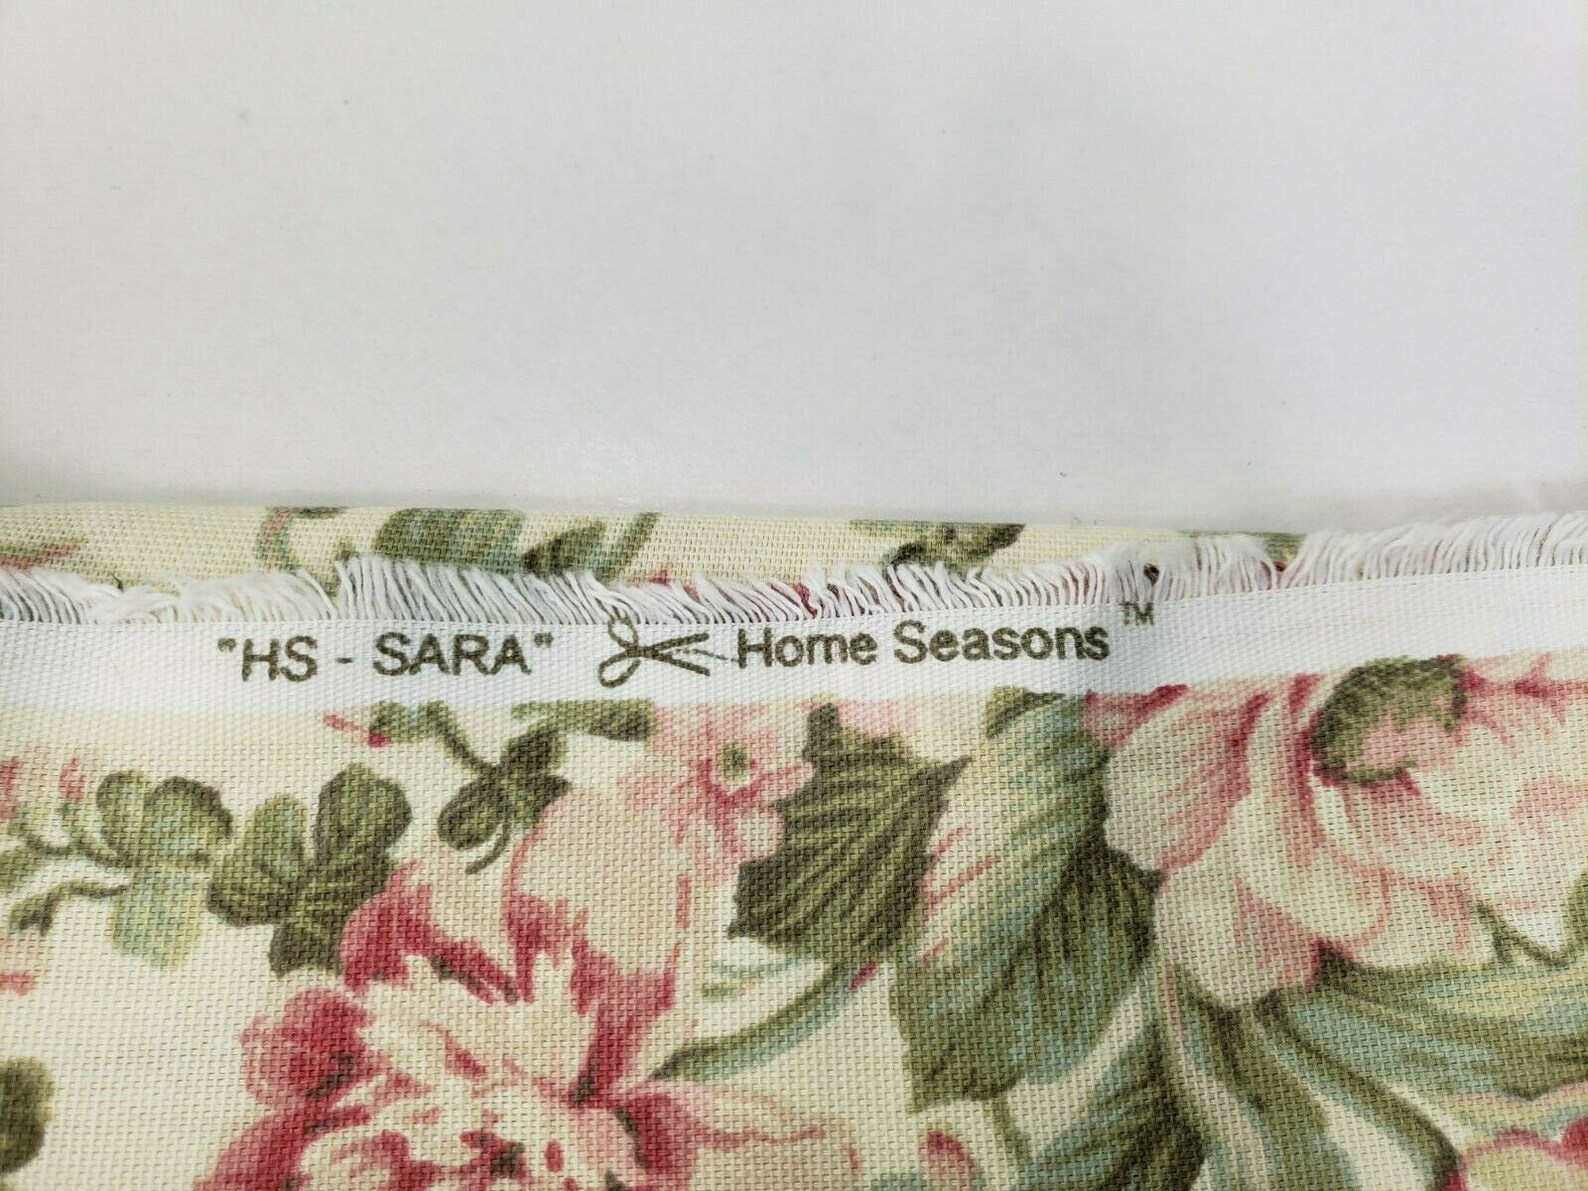 "HS - SARA" Home Seasons™